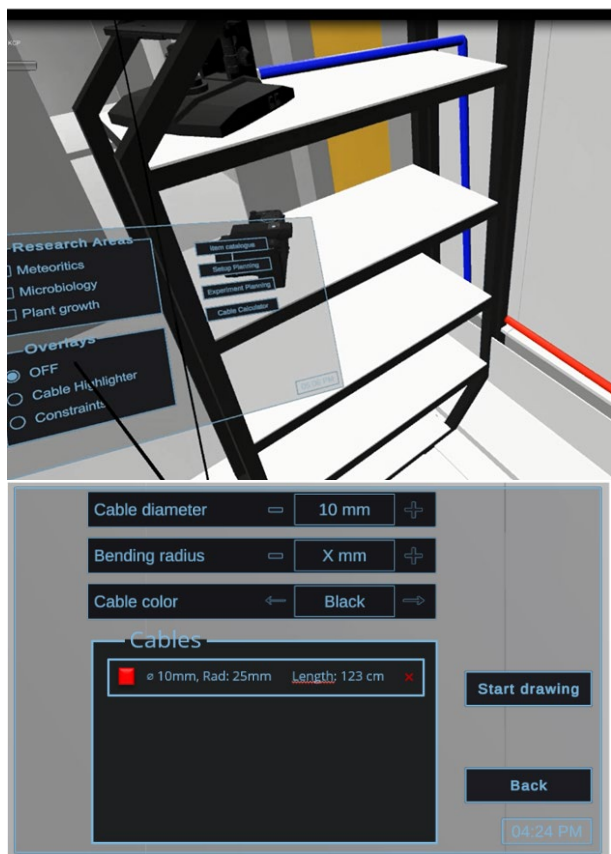 Research Areas
Meteoritics
Microbiology
Plant growth
Overlays
OFF
Cable Highlighter
Constraints
Item catalogue
Setup Planning
Experiment Planning
Cable Calculator
Cable diameter
10 mm
Bending radius
X mm
Cable color
Black
Cables
⌀ 10mm, Rad: 25mm Length: 123 cm ×
Start drawing
Back
04:24 PM